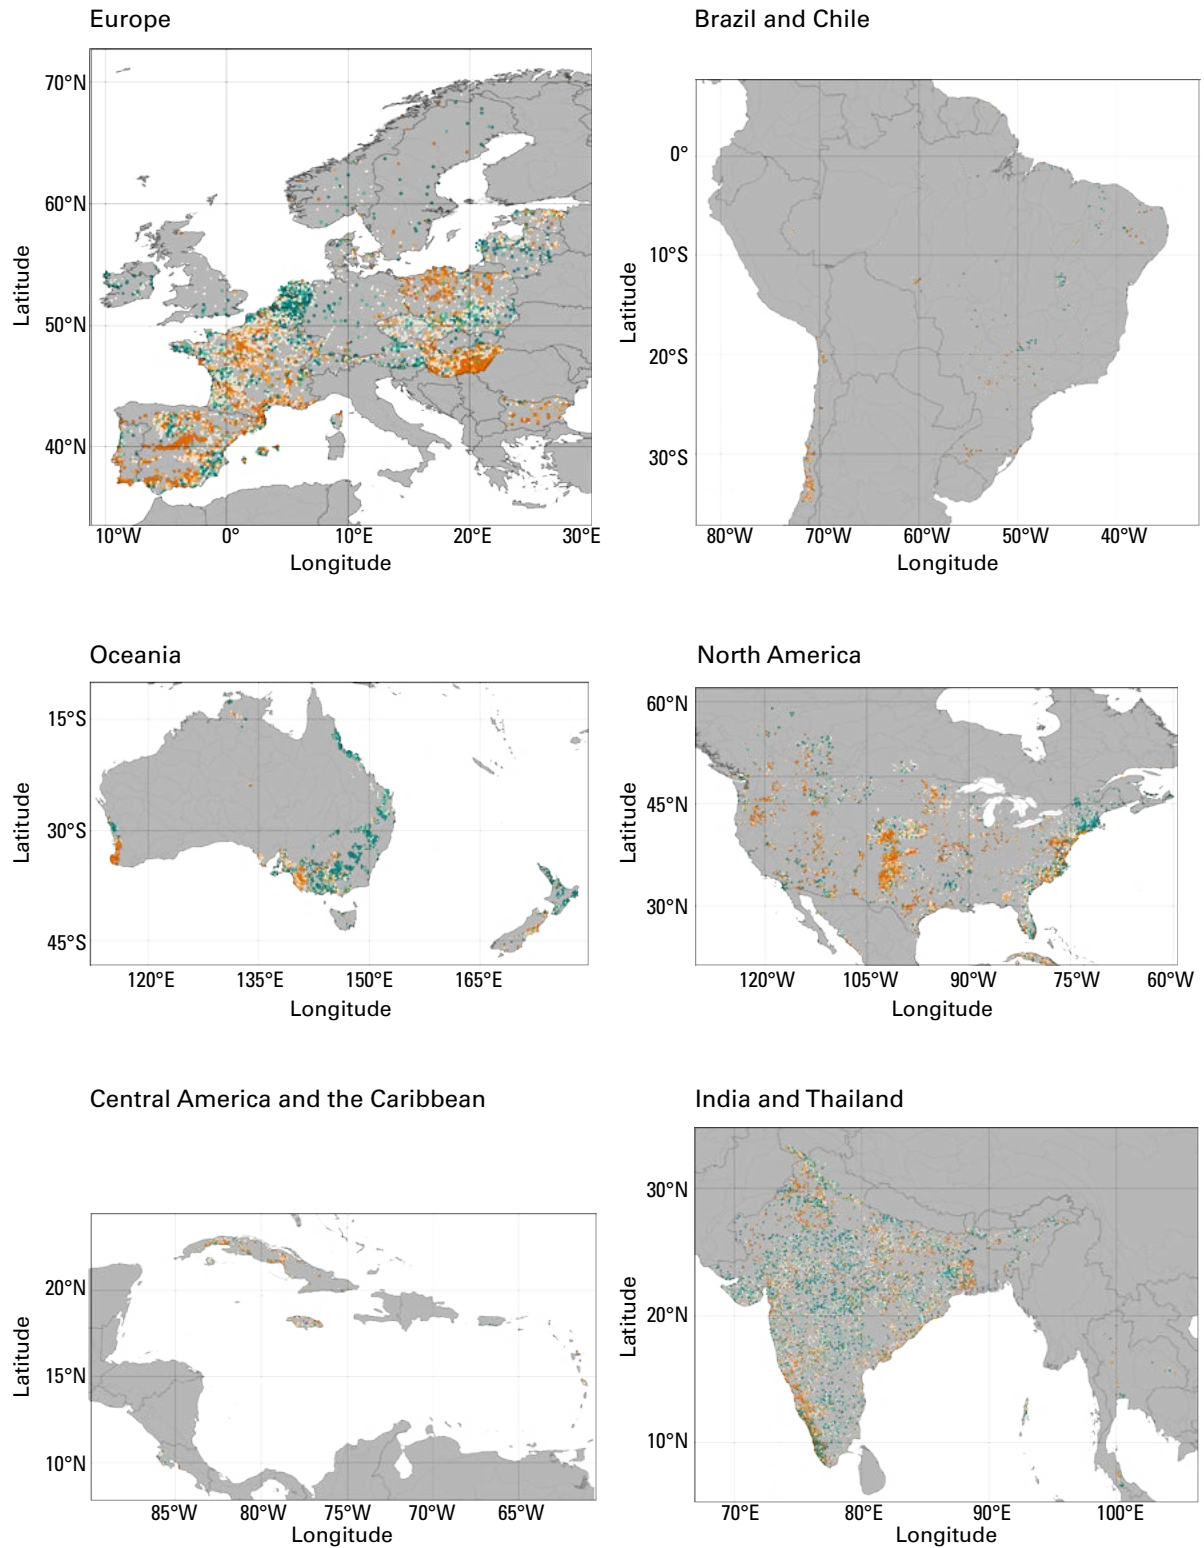 Europe
70°N
60°N
50°N
40°N
Latitude
10°W 0° 10°E 20°E 30°E
Longitude
Brazil and Chile
0°
10°S
20°S
30°S
Latitude
80°W 70°W 60°W 50°W 40°W
Longitude
Oceania
15°S
30°S
45°S
Latitude
120°E 135°E 150°E 165°E
Longitude
North America
60°N
45°N
30°N
Latitude
120°W 105°W 90°W 75°W 60°W
Longitude
Central America and the Caribbean
20°N
15°N
10°N
Latitude
85°W 80°W 75°W 70°W 65°W
Longitude
India and Thailand
30°N
20°N
10°N
Latitude
70°E 80°E 90°E 100°E
Longitude